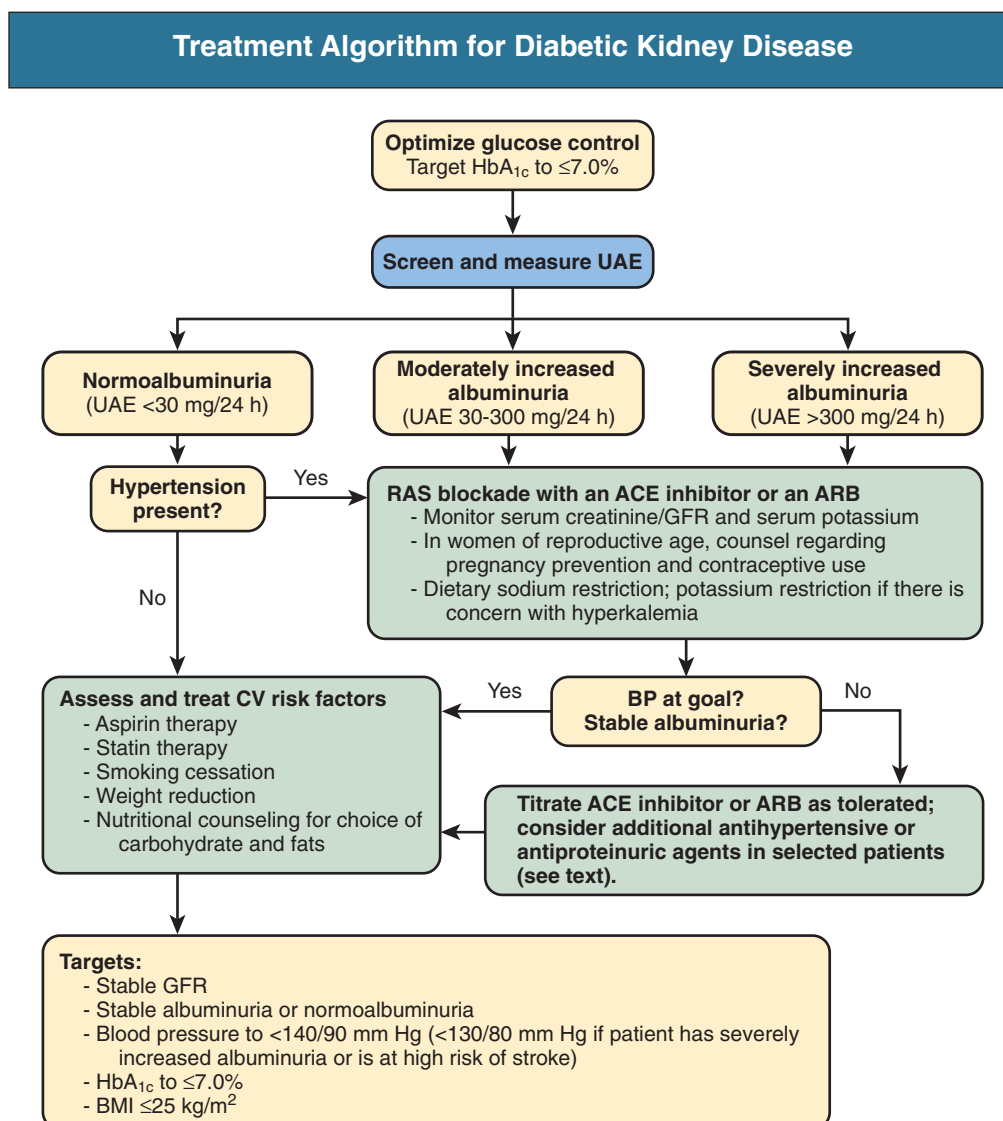 Treatment Algorithm for Diabetic Kidney Disease
Optimize glucose control
Target HbA1c to ≤7.0%
Screen and measure UAE
Normoalbuminuria
(UAE <30 mg/24 h)
Moderately increased
albuminuria
(UAE 30-300 mg/24 h)
Severely increased
albuminuria
(UAE >300 mg/24 h)
Hypertension
present?
Yes
No
RAS blockade with an ACE inhibitor or an ARB
- Monitor serum creatinine/GFR and serum potassium
- In women of reproductive age, counsel regarding
pregnancy prevention and contraceptive use
- Dietary sodium restriction; potassium restriction if there is
concern with hyperkalemia
BP at goal?
Stable albuminuria?
Yes
No
Assess and treat CV risk factors
- Aspirin therapy
- Statin therapy
- Smoking cessation
- Weight reduction
- Nutritional counseling for choice of
carbohydrate and fats
Titrate ACE inhibitor or ARB as tolerated;
consider additional antihypertensive or
antiproteinuric agents in selected patients
(see text).
Targets:
- Stable GFR
- Stable albuminuria or normoalbuminuria
- Blood pressure to <140/90 mm Hg (<130/80 mm Hg if patient has severely
increased albuminuria or is at high risk of stroke)
- HbA1c to ≤7.0%
- BMI ≤25 kg/m2